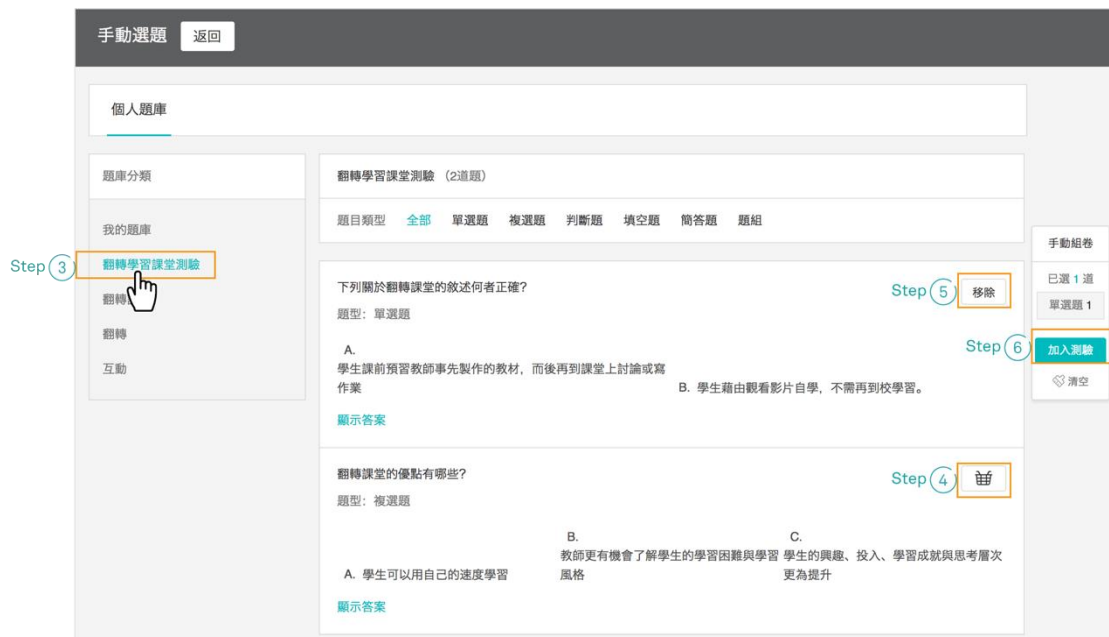 手動選題 返回
個人題庫
題庫分類
我的題庫
Step 3 翻轉學習課堂測驗
翻轉
翻轉
互動
翻轉學習課堂測驗 (2道題)
題目類型 全部 單選題 複選題 判斷題 填空題 簡答題 題組
下列關於翻轉課堂的敘述何者正確?
Step 5 移除
題型: 單選題
A.
學生課前預習教師事先製作的教材，而後再到課堂上討論或寫
作業
B. 學生藉由觀看影片自學，不需再到校學習。
顯示答案
翻轉課堂的優點有哪些?
Step 4
題型: 複選題
A. 學生可以用自己的速度學習
B.
教師更有機會了解學生的學習困難與學習
風格
C.
學生的興趣、投入、學習成就與思考層次
更為提升
顯示答案
手動組卷
已選 1 道
單選題 1
Step 6 加入測驗
清空